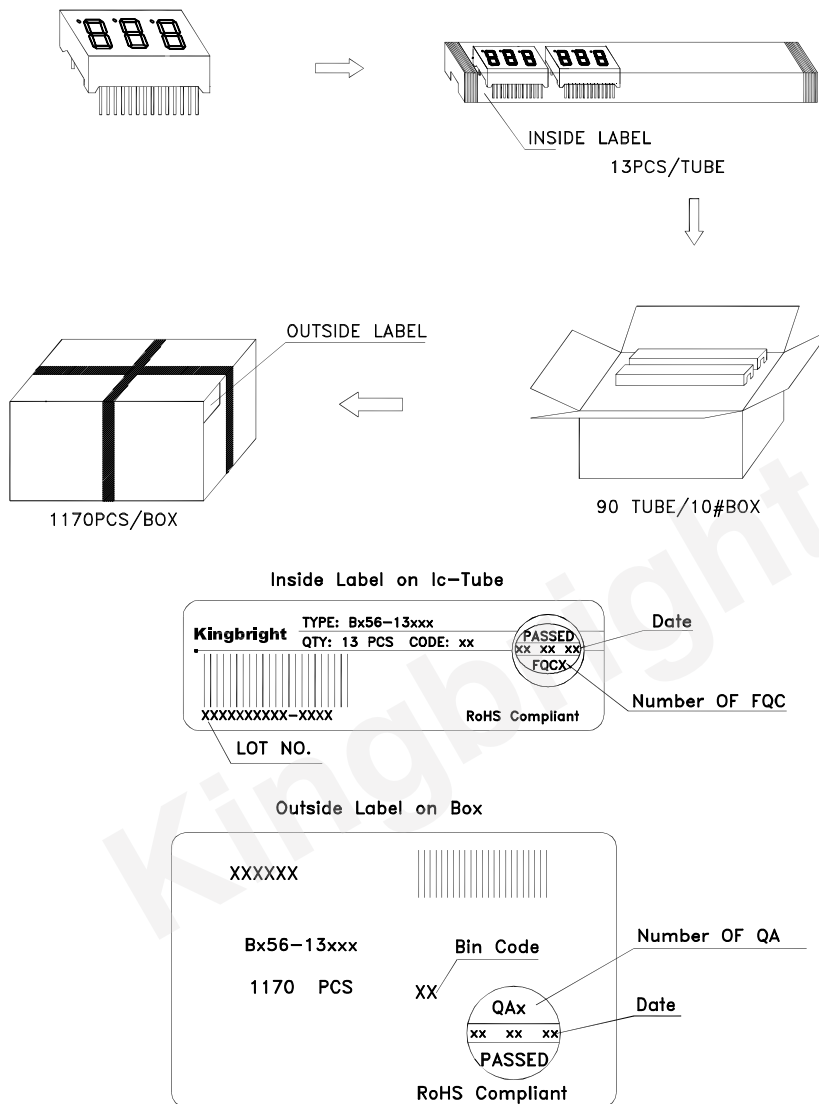 INSIDE LABEL
13PCS/TUBE
OUTSIDE LABEL
1170PCS/BOX
90 TUBE/10#BOX
Inside Label on Ic-Tube
Kingbright
TYPE: Bx56-13xxx
QTY: 13 PCS CODE: xx
PASSED
xx xx xx
FQCX
Date
Number OF FQC
XXXXXXXXXX-XXXX
RoHS Compliant
LOT NO.
Outside Label on Box
XXXXXX
Bx56-13xxx
1170 PCS
Bin Code
XX
Number OF QA
QAx
xx xx xx
Date
PASSED
RoHS Compliant
Kingbright